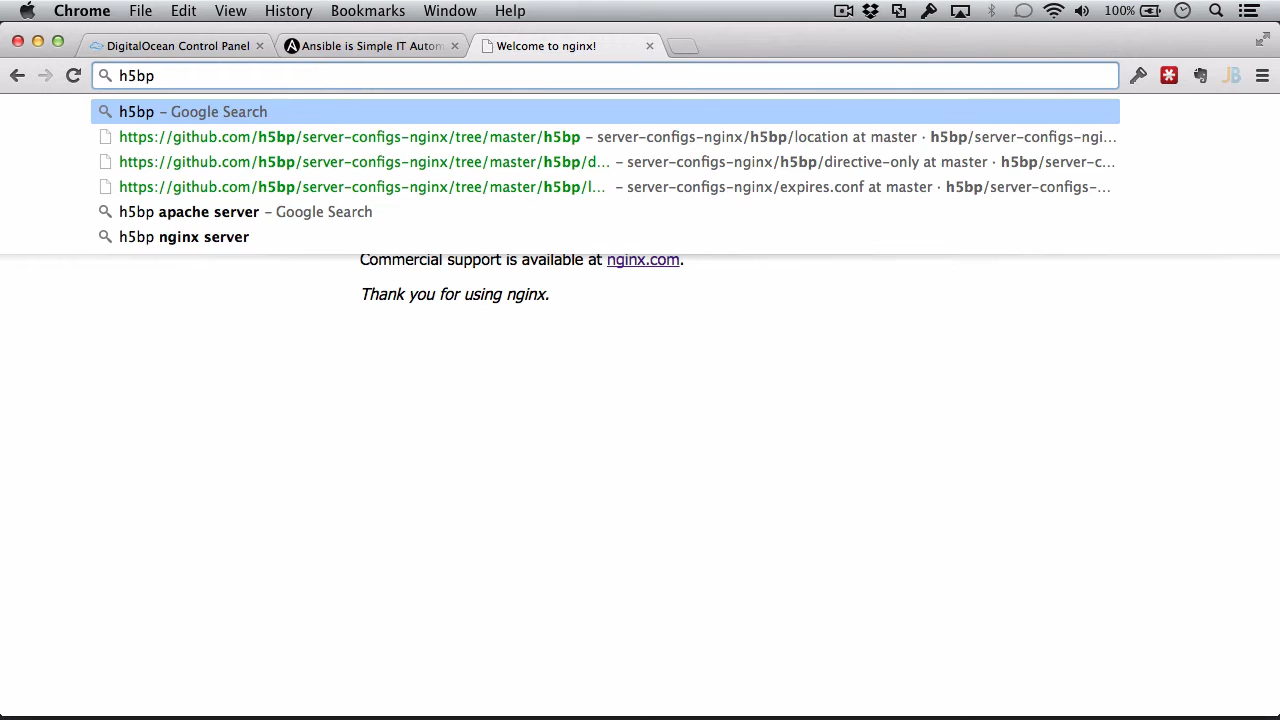 Chrome File Edit View History Bookmarks Window Help 100%
DigitalOcean Control Panel Ansible is Simple IT Autom Welcome to nginx!
h5bp
h5bp – Google Search
https://github.com/h5bp/server-configs-nginx/tree/master/h5bp – server-configs-nginx/h5bp/location at master · h5bp/server-configs-ngi...
https://github.com/h5bp/server-configs-nginx/tree/master/h5bp/d... – server-configs-nginx/h5bp/directive-only at master · h5bp/server-c...
https://github.com/h5bp/server-configs-nginx/tree/master/h5bp/l... – server-configs-nginx/expires.conf at master · h5bp/server-configs-...
h5bp apache server – Google Search
h5bp nginx server
Commercial support is available at nginx.com.
Thank you for using nginx.